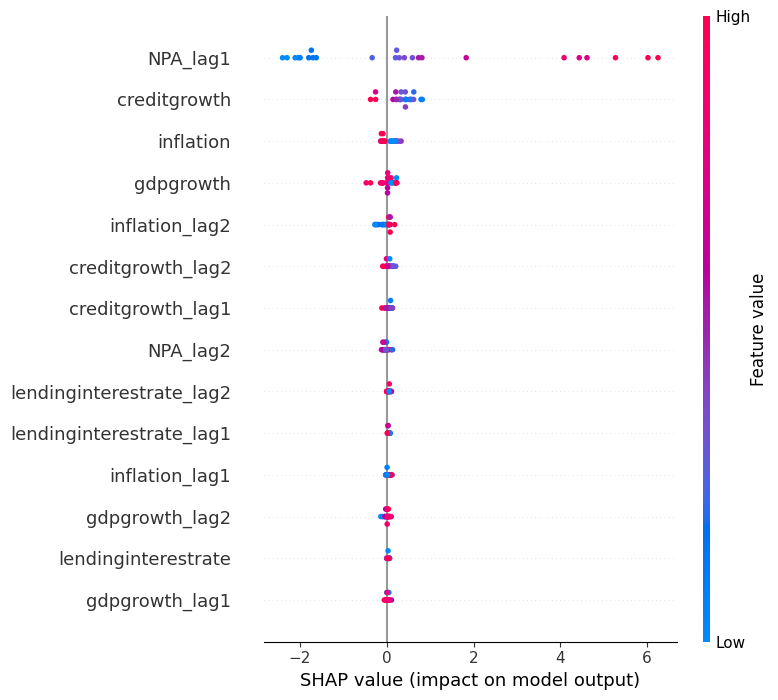 High
NPA_lag1
creditgrowth
inflation
gdpgrowth
inflation_lag2
creditgrowth_lag2
creditgrowth_lag1
NPA_lag2
lendinginterestrate_lag2
lendinginterestrate_lag1
inflation_lag1
gdpgrowth_lag2
lendinginterestrate
gdpgrowth_lag1
Feature value
Low
−2 0 2 4 6
SHAP value (impact on model output)